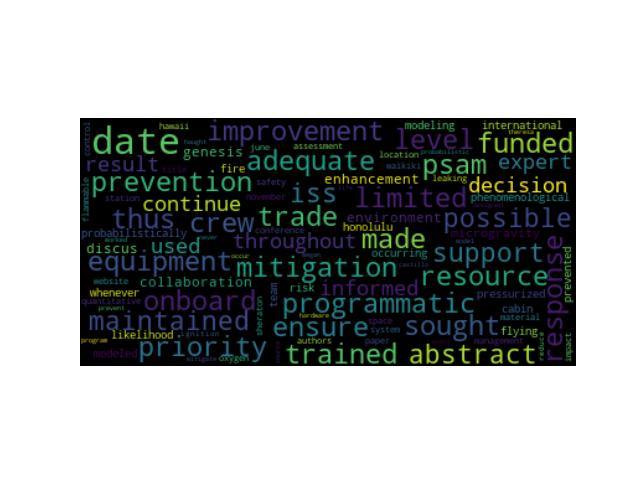 hawaii improvement modeling international
control date genesis june assessment level funded
result fire adequate location waikiki psam expert
flammable prevention safety iss enhancement leaking decision
station continue november limited phenomenological
thus crew trade environment possible
probabilistically conference honolulu microgravity
discus used throughout made occurring support model
equipment occur mitigation resource
website collaboration risk informed pressurized prevented
whenever onboard team programmatic cabin response
quantitative prevent hardware material
maintained sheraton ensure space sought flying
likelihood ignition system
program priority authors paper management reduce
modeled mitigate oxygen trained abstract impact